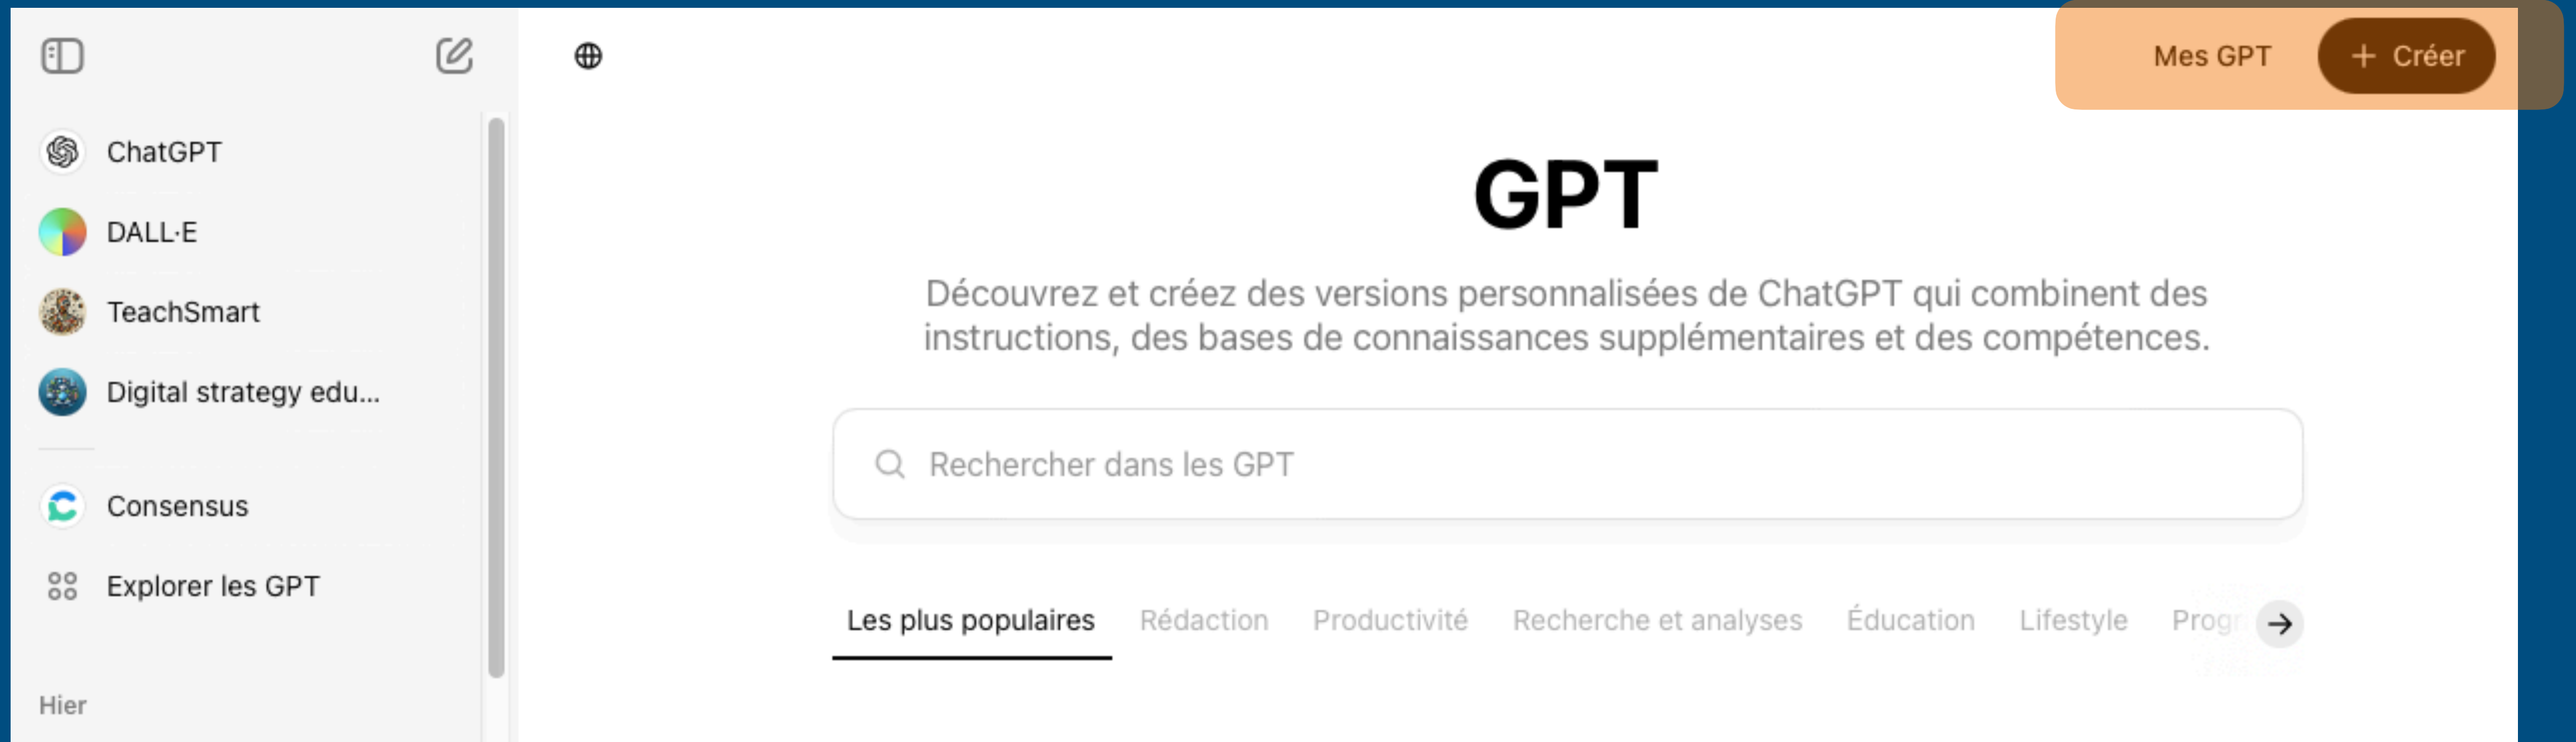 ChatGPT
DALL·E
TeachSmart
Digital strategy edu...
Consensus
Explorer les GPT
Hier
Mes GPT
+ Créer
GPT
Découvrez et créez des versions personnalisées de ChatGPT qui combinent des
instructions, des bases de connaissances supplémentaires et des compétences.
Rechercher dans les GPT
Les plus populaires Rédaction Productivité Recherche et analyses Éducation Lifestyle